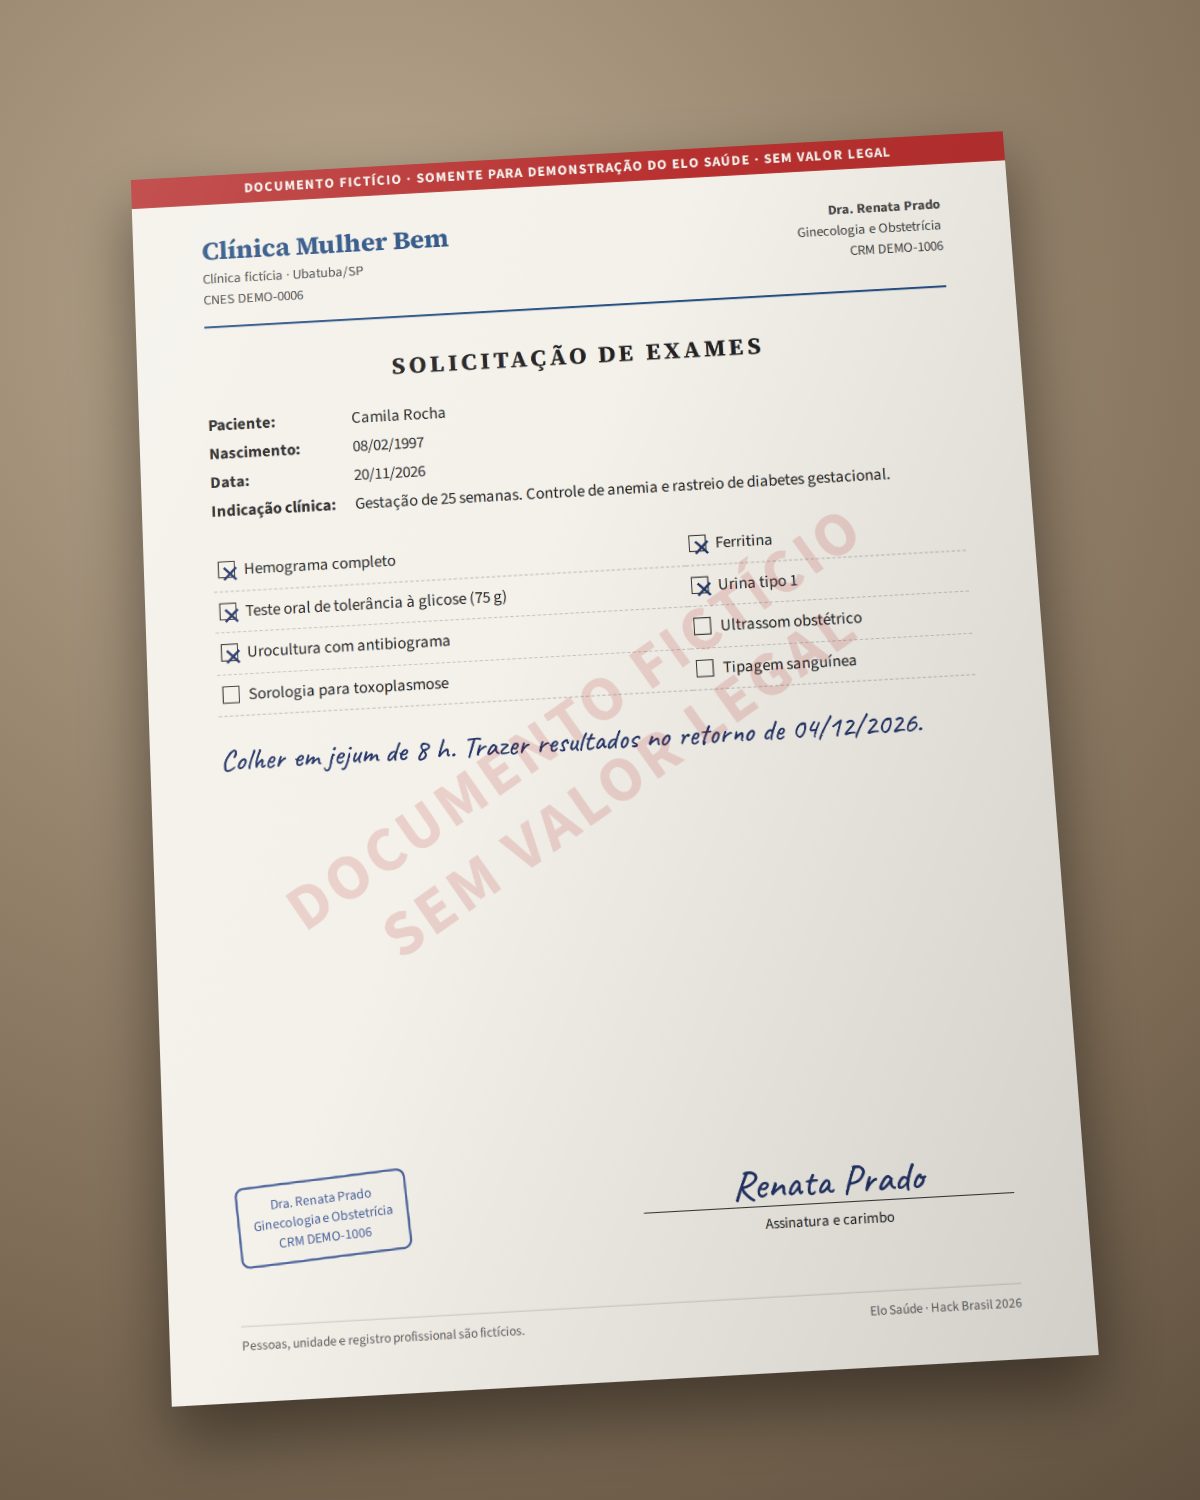 DOCUMENTO FICTÍCIO · SOMENTE PARA DEMONSTRAÇÃO DO ELO SAÚDE · SEM VALOR LEGAL
Clínica Mulher Bem
Clínica fictícia · Ubatuba/SP
CNES DEMO-0006
Dra. Renata Prado
Ginecologia e Obstetrícia
CRM DEMO-1006
SOLICITAÇÃO DE EXAMES
Paciente: Camila Rocha
Nascimento: 08/02/1997
Data: 20/11/2026
Indicação clínica: Gestação de 25 semanas. Controle de anemia e rastreio de diabetes gestacional.
☒ Hemograma completo ☒ Ferritina
☒ Teste oral de tolerância à glicose (75 g) ☒ Urina tipo 1
☒ Urocultura com antibiograma ☐ Ultrassom obstétrico
☐ Sorologia para toxoplasmose ☐ Tipagem sanguínea
Colher em jejum de 8 h. Trazer resultados no retorno de 04/12/2026.
DOCUMENTO FICTÍCIO
SEM VALOR LEGAL
Dra. Renata Prado
Ginecologia e Obstetrícia
CRM DEMO-1006
Renata Prado
Assinatura e carimbo
Pessoas, unidade e registro profissional são fictícios.
Elo Saúde · Hack Brasil 2026